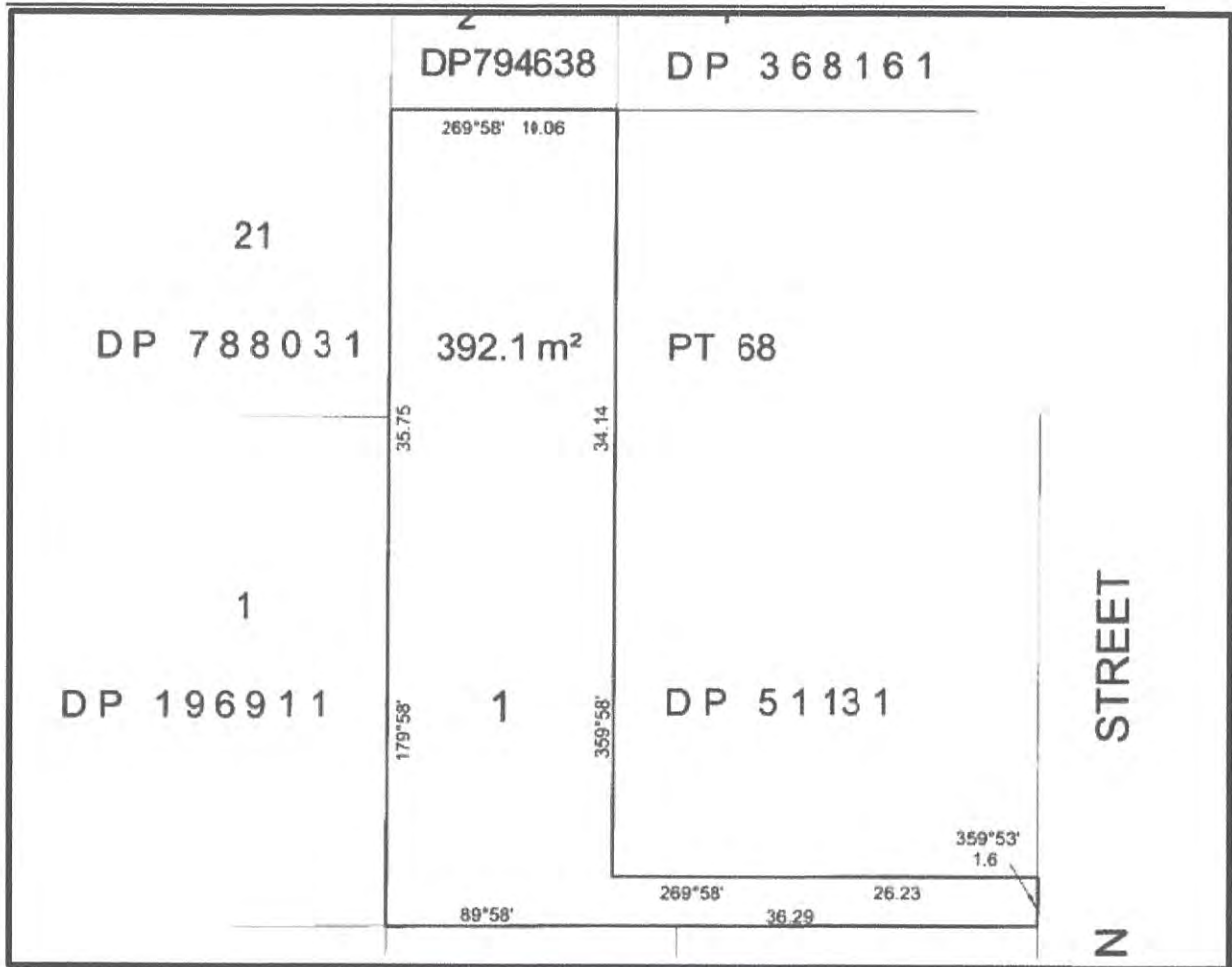 DP794638 DP 368161
269°58' 10.06
21
DP 788031 392.1 m² PT 68
35.75 34.14
1
STREET
DP 196911 1 DP 51131
179°58' 359°58'
359°53'
1.6
269°58' 26.23
89°58' 36.29
N